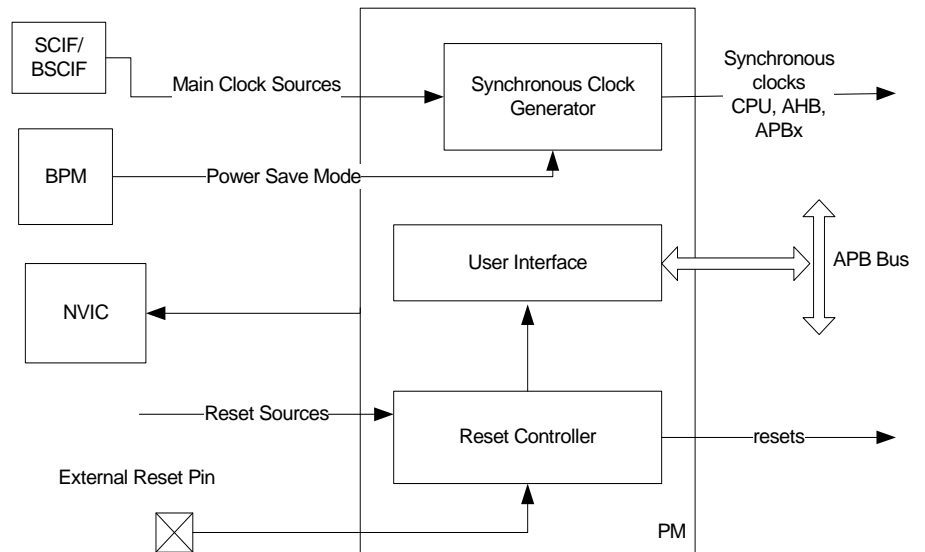 SCIF/
BSCIF
Main Clock Sources
Synchronous Clock
Generator
Synchronous
clocks
CPU, AHB,
APBx
BPM
Power Save Mode
User Interface
APB Bus
NVIC
Reset Sources
Reset Controller
resets
External Reset Pin
PM